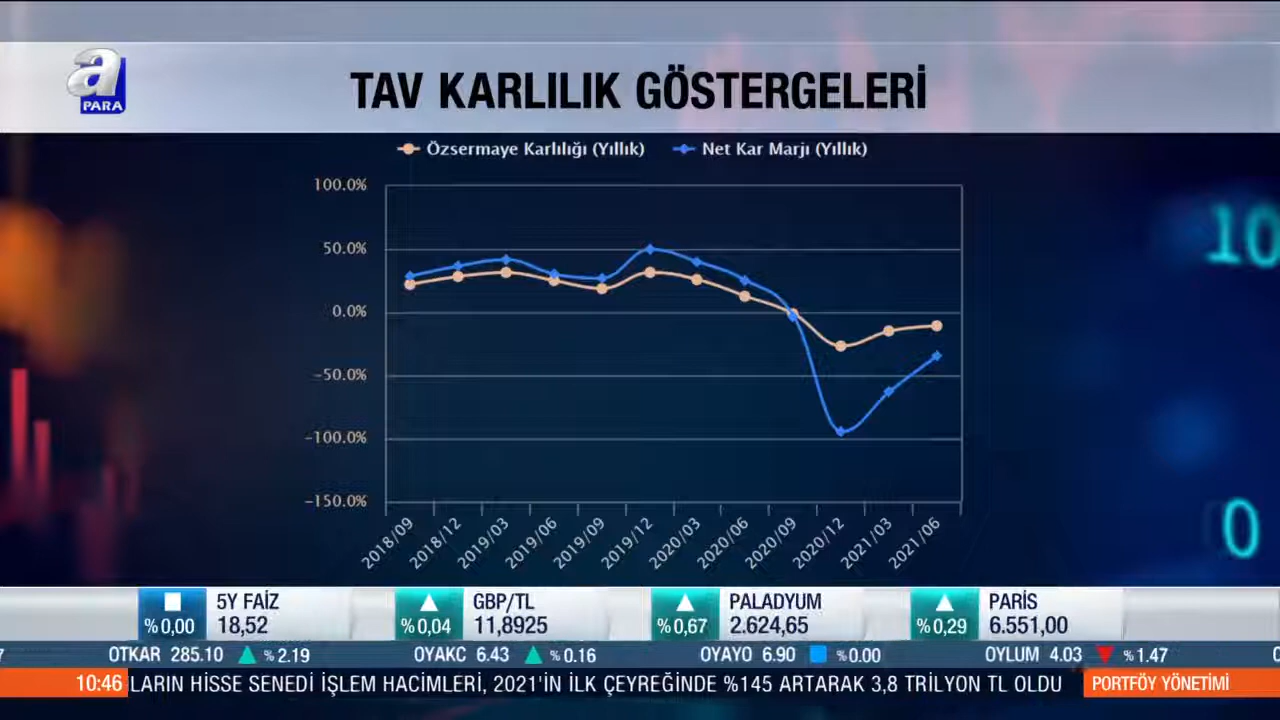 a
PARA
TAV KARLILIK GÖSTERGELERİ
Özsermaye Karlılığı (Yıllık) Net Kar Marjı (Yıllık)
100.0%
50.0%
0.0%
-50.0%
-100.0%
-150.0%
2018/09 2018/12 2019/03 2019/06 2019/09 2019/12 2020/03 2020/06 2020/09 2020/12 2021/03 2021/06
10
0
%0,00 5Y FAİZ 18,52
%0,04 GBP/TL 11,8925
%0,67 PALADYUM 2.624,65
%0,29 PARİS 6.551,00
OTKAR 285.10 %2.19 OYAKC 6.43 %0.16 OYAYO 6.90 %0.00 OYLUM 4.03 %1.47
10:46 LARIN HİSSE SENEDİ İŞLEM HACİMLERİ, 2021'İN İLK ÇEYREĞİNDE %145 ARTARAK 3,8 TRİLYON TL OLDU PORTFÖY YÖNETİMİ